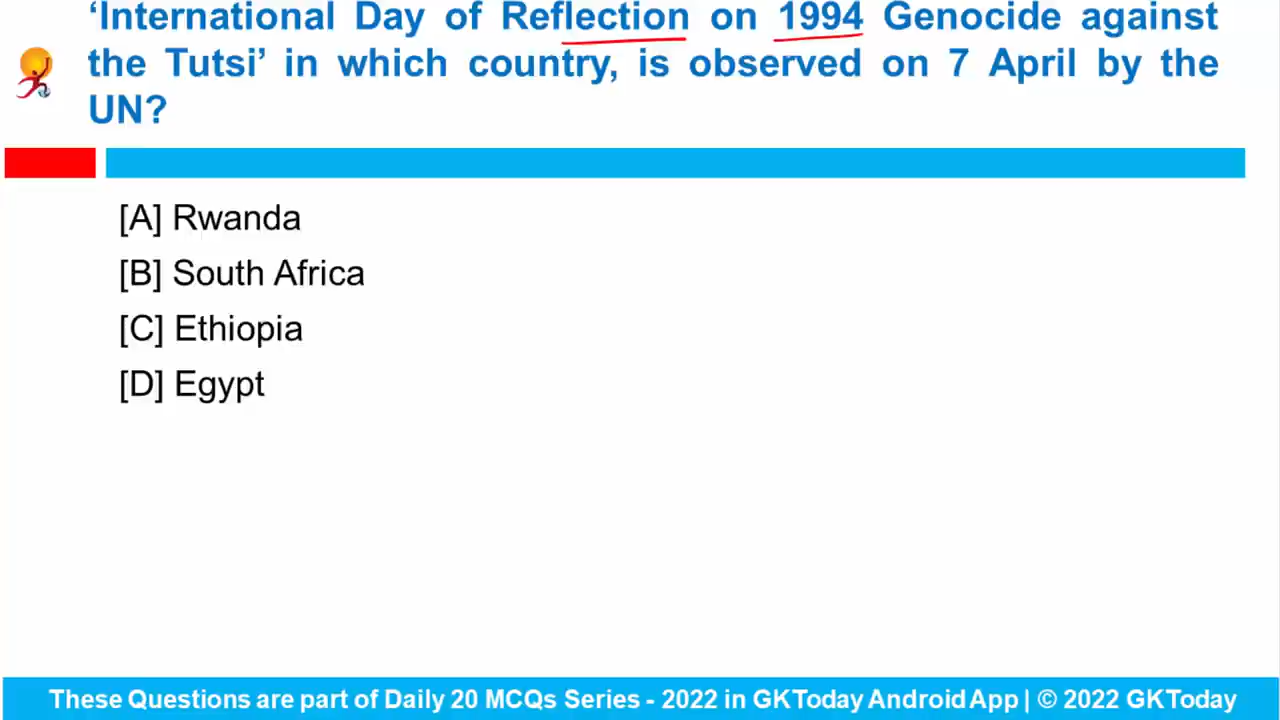 ‘International Day of Reflection on 1994 Genocide against
the Tutsi’ in which country, is observed on 7 April by the
UN?
[A] Rwanda
[B] South Africa
[C] Ethiopia
[D] Egypt
These Questions are part of Daily 20 MCQs Series - 2022 in GKToday Android App | © 2022 GKToday